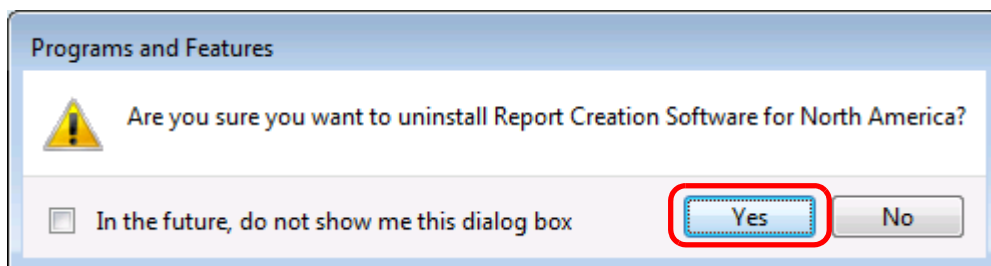 Programs and Features
Are you sure you want to uninstall Report Creation Software for North America?
In the future, do not show me this dialog box
Yes
No